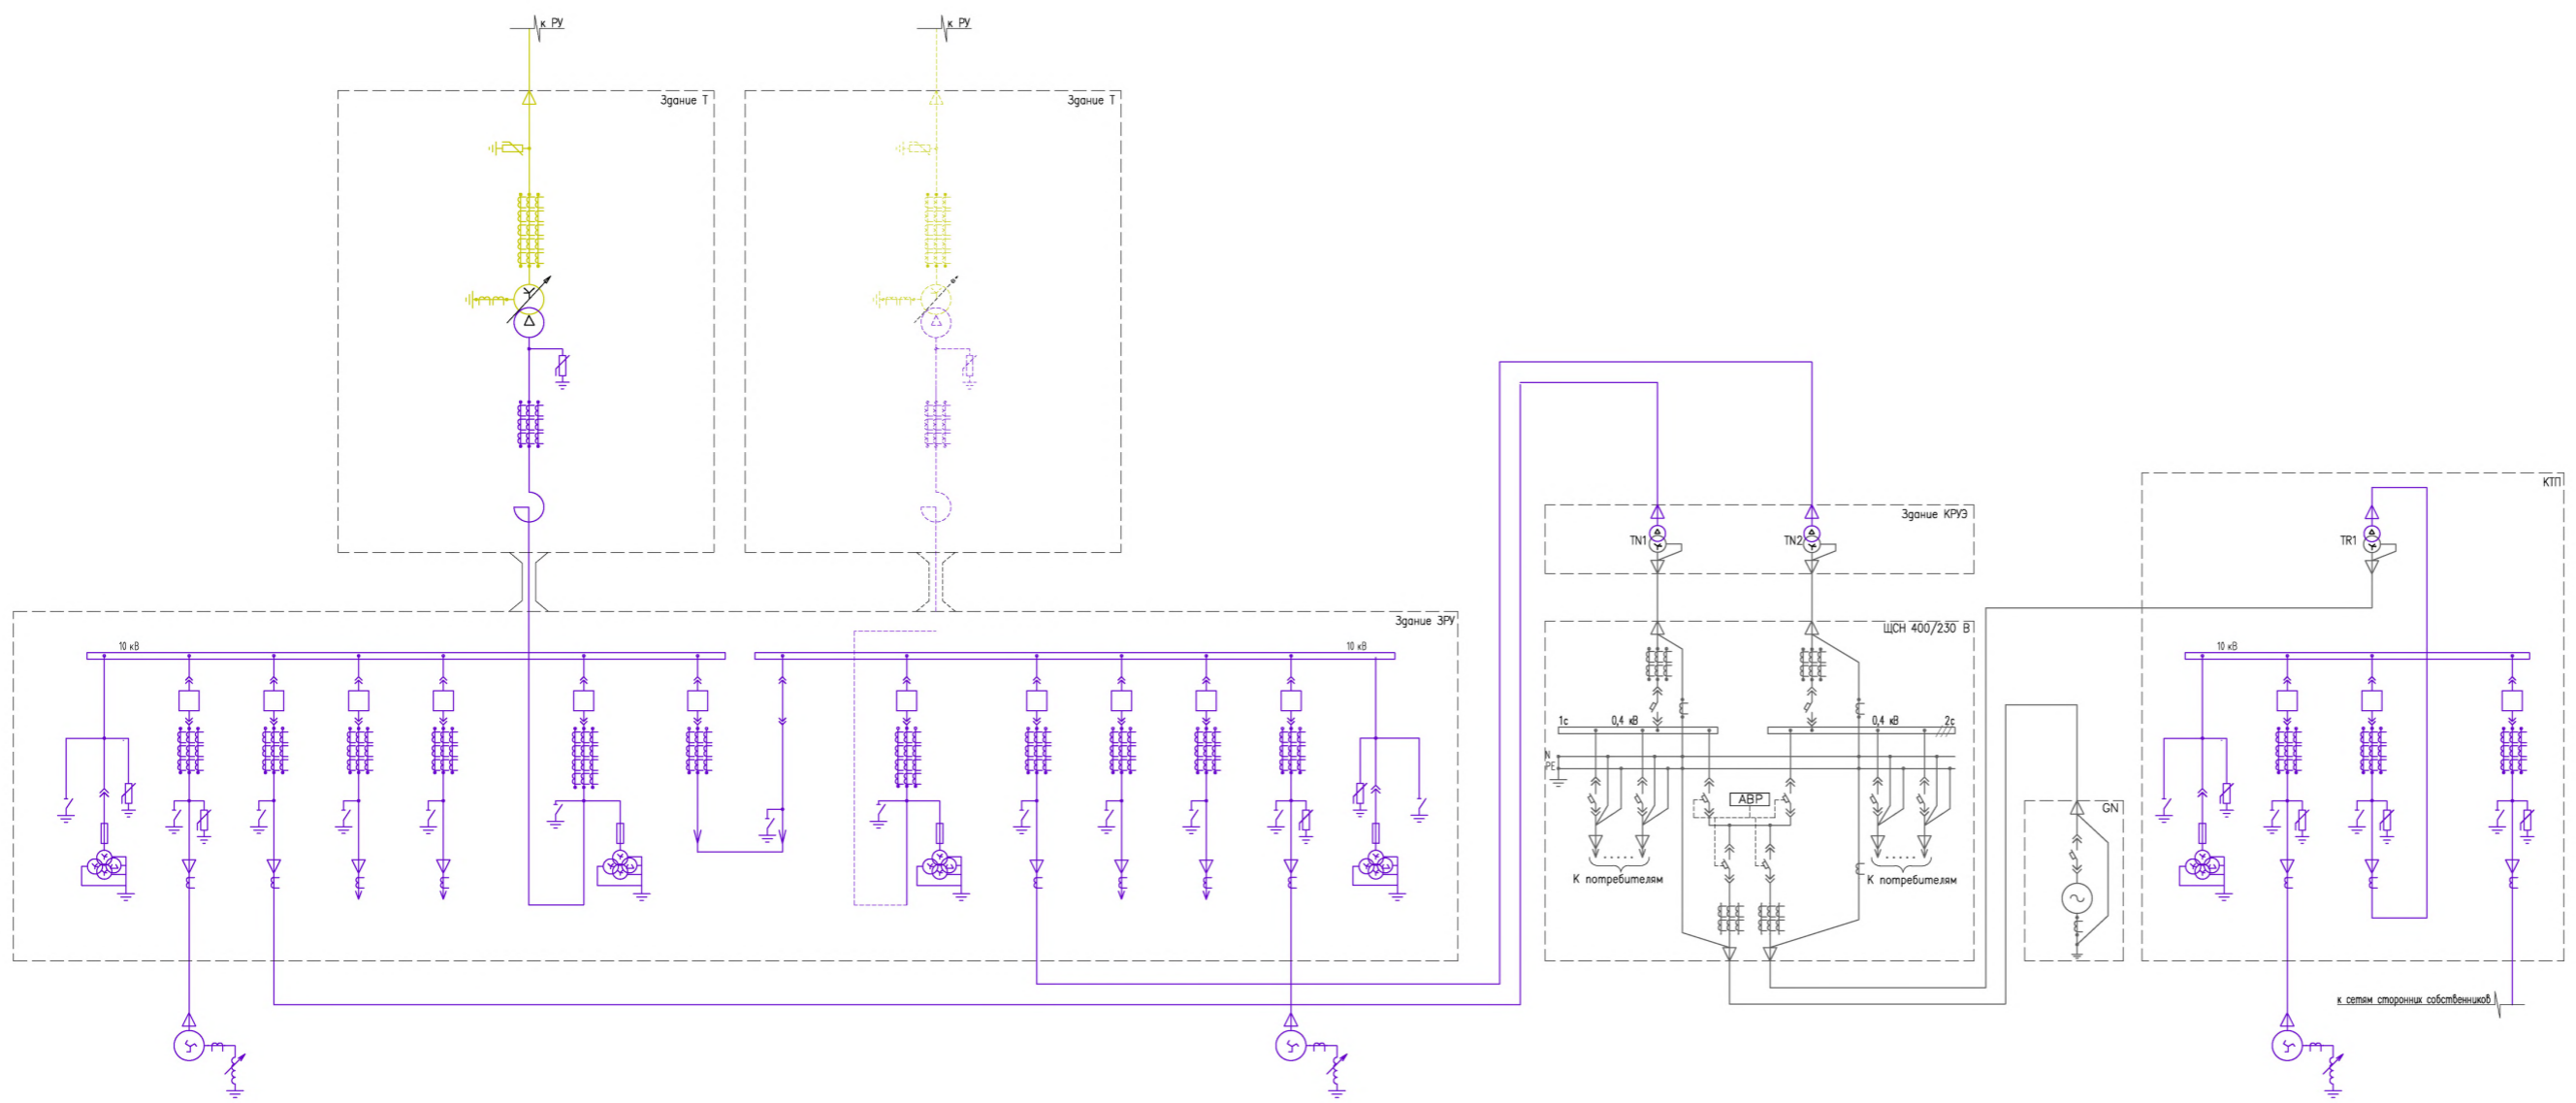 к РУ
к РУ
Здание Т
Здание Т
КТП
Здание КРУЭ
TN1
TN2
TR1
Здание ЗРУ
ЩСН 400/230 В
10 кВ
10 кВ
10 кВ
1с
0,4 кВ
0,4 кВ
2с
N
PE
АВР
GN
К потребителям
К потребителям
к сетям сторонних собственников